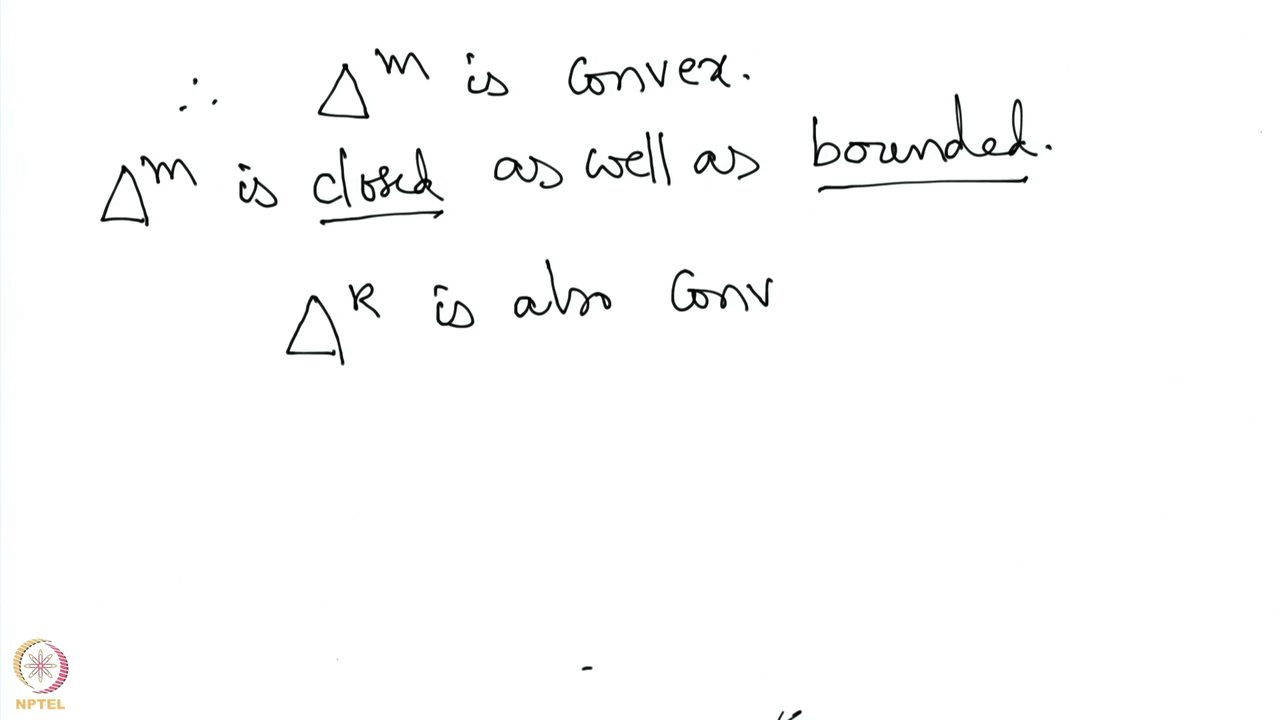 ∴ Δ^m is convex.
Δ^m is closed as well as bounded.
Δ^k is also Conv
NPTEL